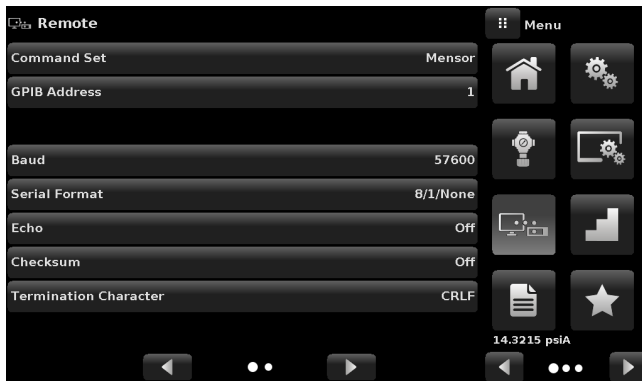 Remote
Menu
Command Set Mensor
GPIB Address 1
Baud 57600
Serial Format 8/1/None
Echo Off
Checksum Off
Termination Character CRLF
14.3215 psiA